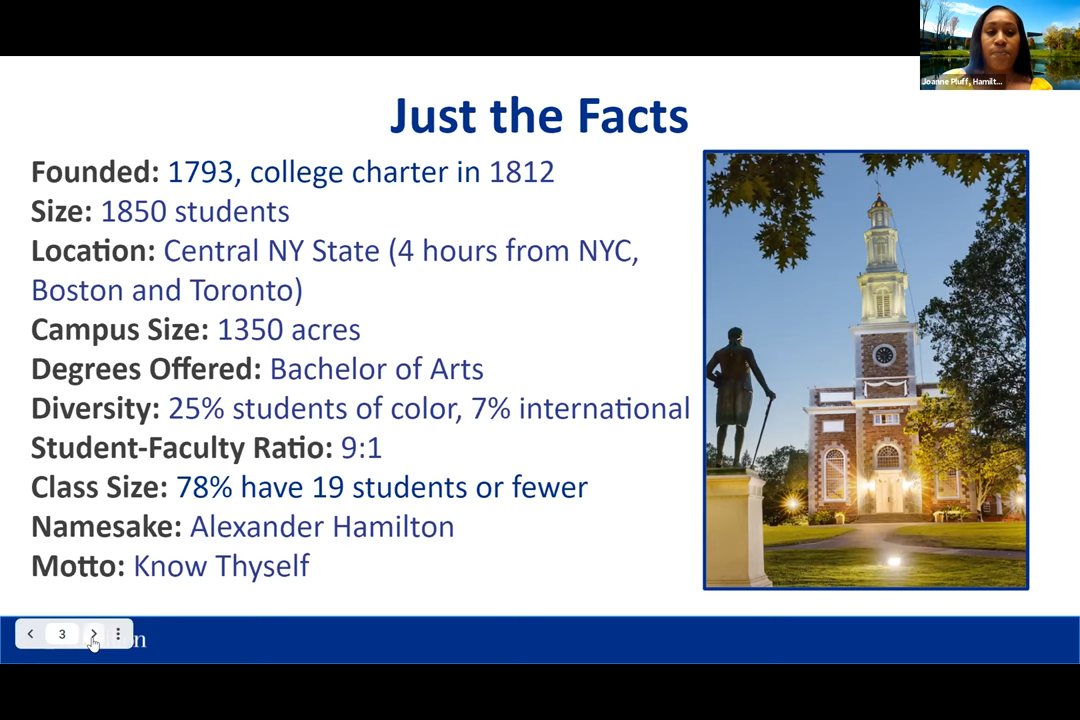 Joanne Pluff, Hamilt...
Just the Facts
Founded: 1793, college charter in 1812
Size: 1850 students
Location: Central NY State (4 hours from NYC,
Boston and Toronto)
Campus Size: 1350 acres
Degrees Offered: Bachelor of Arts
Diversity: 25% students of color, 7% international
Student-Faculty Ratio: 9:1
Class Size: 78% have 19 students or fewer
Namesake: Alexander Hamilton
Motto: Know Thyself
3